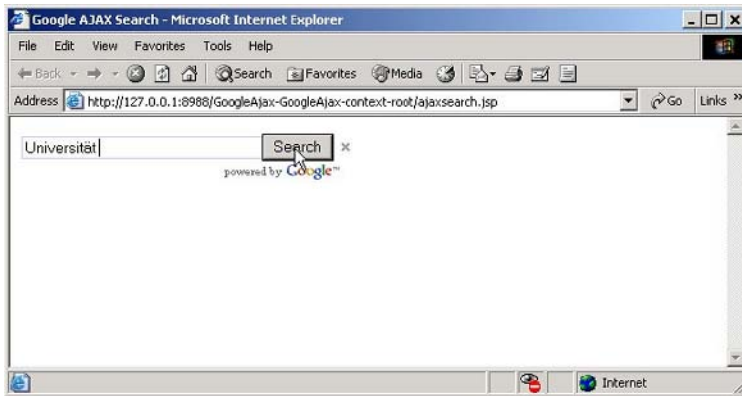 Google AJAX Search - Microsoft Internet Explorer
File Edit View Favorites Tools Help
Back Search Favorites Media
Address http://127.0.0.1:8988/GoogleAjax-GoogleAjax-context-root/ajaxsearch.jsp Go Links »
Universität Search ×
powered by Google™
Internet